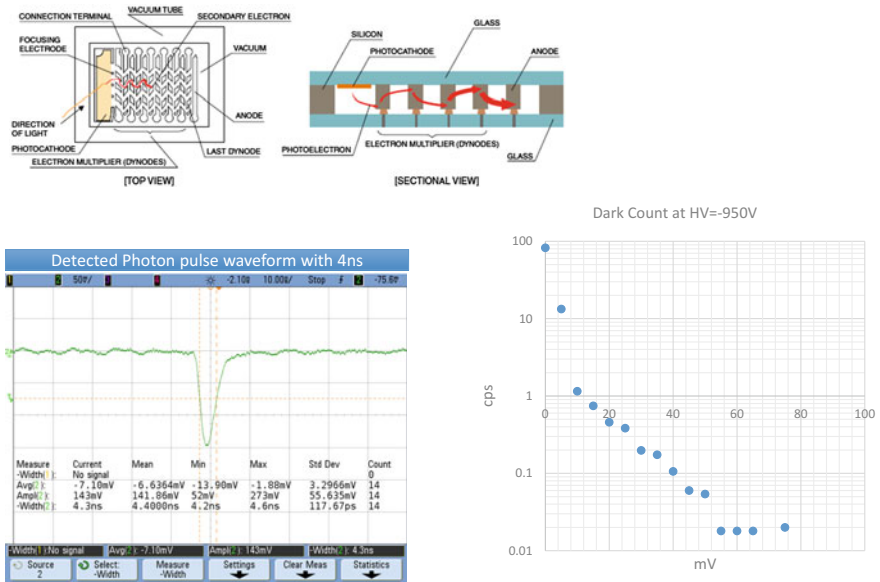 VACUUM TUBE
CONNECTION TERMINAL
SECONDARY ELECTRON
FOCUSING
ELECTRODE
VACUUM
ANODE
DIRECTION
OF LIGHT
PHOTOCATHODE
LAST DYNODE
ELECTRON MULTIPLIER (DYNODES)
[TOP VIEW]
GLASS
SILICON
PHOTOCATHODE
ANODE
ELECTRON MULTIPLIER (DYNODES)
PHOTOELECTRON
GLASS
[SECTIONAL VIEW]
Detected Photon pulse waveform with 4ns
1 2 50 10.00 Stop 2
Measure Current Mean Min Max Std Dev Count
-Width(1): No signal 0
Avg(2): -7.10mV -6.6364mV -13.90mV -1.88mV 3.2966mV 14
Ampl(2): 143mV 141.86mV 52mV 273mV 55.635mV 14
-Width(2): 4.3ns 4.4000ns 4.2ns 4.6ns 117.67ps 14
-Width(1):No signal Avg(2): -7.10mV Ampl(2): 143mV -Width(2): 4.3ns
Source Select: Measure Settings Clear Meas Statistics
2 -Width -Width
Dark Count at HV=-950V
100
10
1
0.1
0.01
0 20 40 60 80 100
cps
mV